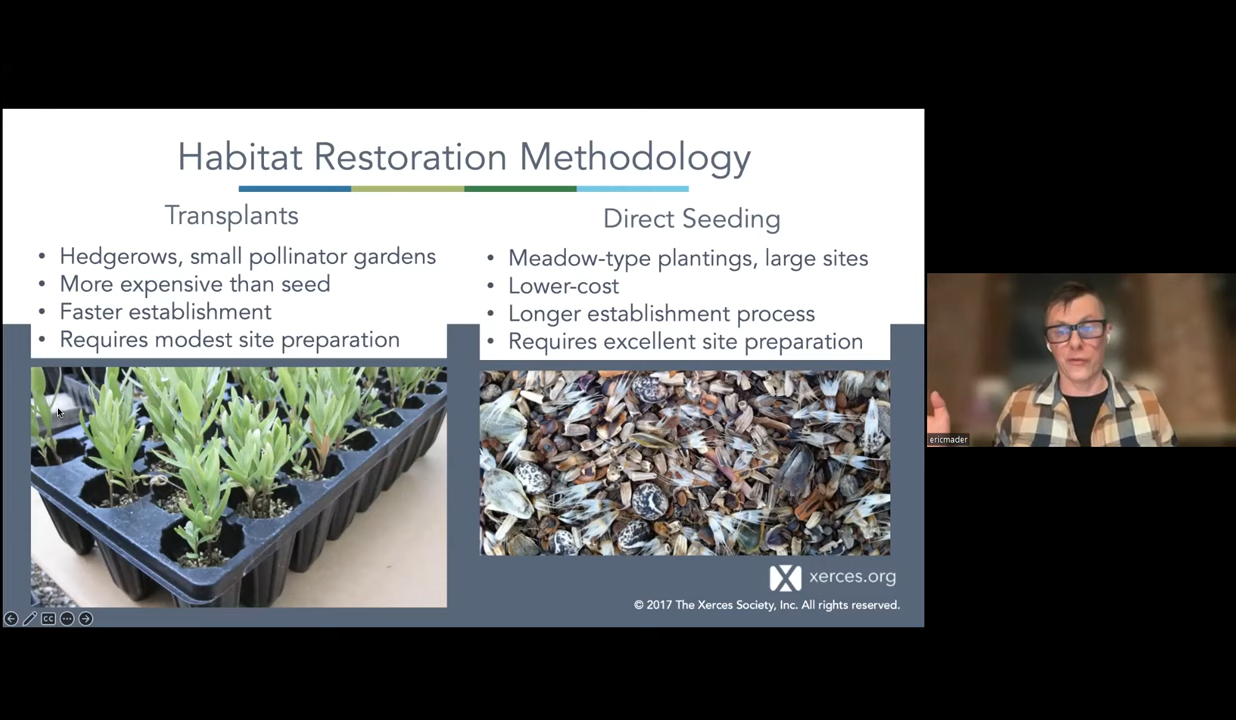 Habitat Restoration Methodology
Transplants
• Hedgerows, small pollinator gardens
• More expensive than seed
• Faster establishment
• Requires modest site preparation
Direct Seeding
• Meadow-type plantings, large sites
• Lower-cost
• Longer establishment process
• Requires excellent site preparation
xerces.org
© 2017 The Xerces Society, Inc. All rights reserved.
CC
ericmader